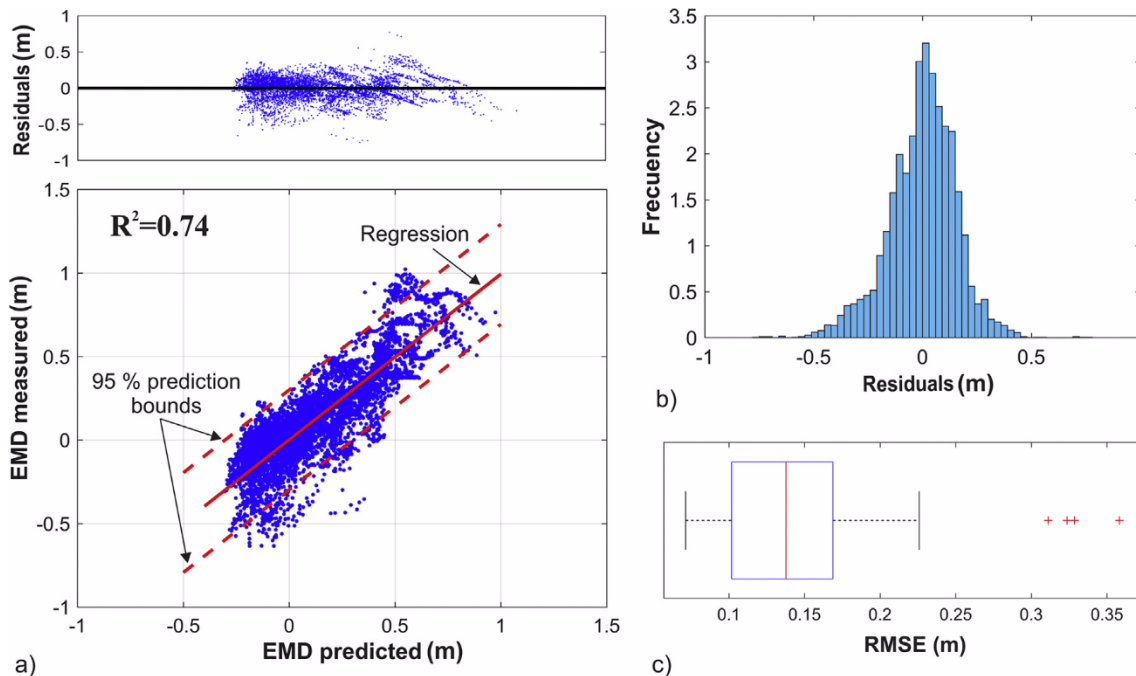 1
0.5
0
-0.5
-1
Residuals (m)
R²=0.74
Regression
95 % prediction
bounds
1.5
1
0.5
0
-0.5
-1
EMD measured (m)
-1
-0.5
0
0.5
1
1.5
EMD predicted (m)
a)
3.5
3
2.5
2
1.5
1
0.5
0
Frecuency
-1
-0.5
0
0.5
Residuals (m)
b)
0.1
0.15
0.2
0.25
0.3
0.35
RMSE (m)
c)